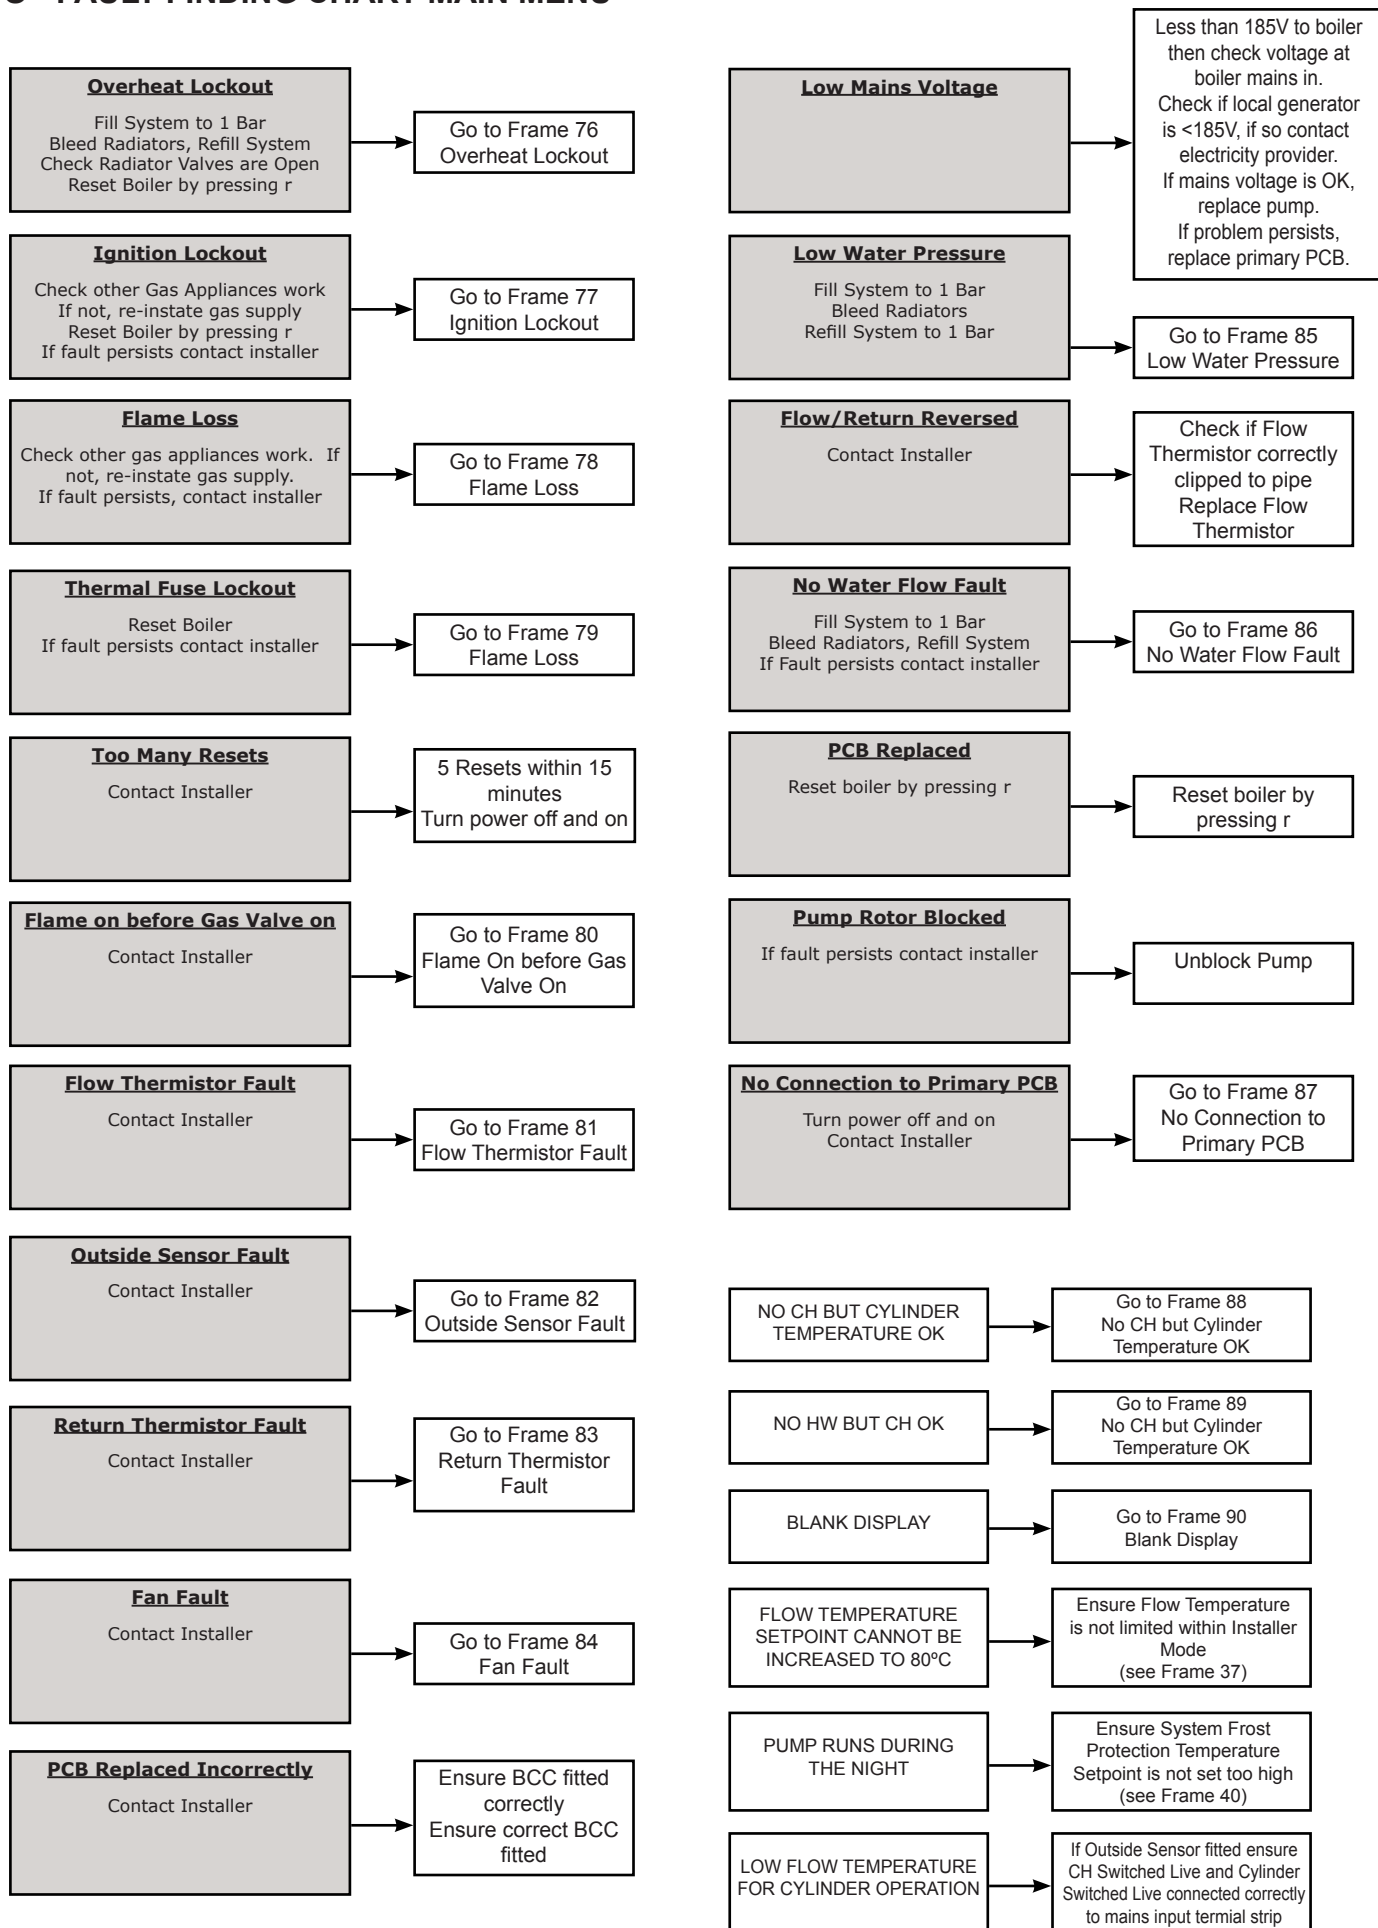 FAULT FINDING CHART MAIN MENU
Overheat Lockout
Fill System to 1 Bar
Bleed Radiators, Refill System
Check Radiator Valves are Open
Reset Boiler by pressing r
Go to Frame 76
Overheat Lockout
Ignition Lockout
Check other Gas Appliances work
If not, re-instate gas supply
Reset Boiler by pressing r
If fault persists contact installer
Go to Frame 77
Ignition Lockout
Flame Loss
Check other gas appliances work.  If
not, re-instate gas supply.
If fault persists, contact installer
Go to Frame 78
Flame Loss
Thermal Fuse Lockout
Reset Boiler
If fault persists contact installer
Go to Frame 79
Flame Loss
Too Many Resets
Contact Installer
5 Resets within 15
minutes
Turn power off and on
Flame on before Gas Valve on
Contact Installer
Go to Frame 80
Flame On before Gas
Valve On
Flow Thermistor Fault
Contact Installer
Go to Frame 81
Flow Thermistor Fault
Outside Sensor Fault
Contact Installer
Go to Frame 82
Outside Sensor Fault
Return Thermistor Fault
Contact Installer
Go to Frame 83
Return Thermistor
Fault
Fan Fault
Contact Installer
Go to Frame 84
Fan Fault
PCB Replaced Incorrectly
Contact Installer
Ensure BCC fitted
correctly
Ensure correct BCC
fitted
Low Mains Voltage
Less than 185V to boiler
then check voltage at
boiler mains in.
Check if local generator
is <185V, if so contact
electricity provider.
If mains voltage is OK,
replace pump.
If problem persists,
replace primary PCB.
Low Water Pressure
Fill System to 1 Bar
Bleed Radiators
Refill System to 1 Bar
Go to Frame 85
Low Water Pressure
Flow/Return Reversed
Contact Installer
Check if Flow
Thermistor correctly
clipped to pipe
Replace Flow
Thermistor
No Water Flow Fault
Fill System to 1 Bar
Bleed Radiators, Refill System
If Fault persists contact installer
Go to Frame 86
No Water Flow Fault
PCB Replaced
Reset boiler by pressing r
Reset boiler by
pressing r
Pump Rotor Blocked
If fault persists contact installer
Unblock Pump
No Connection to Primary PCB
Turn power off and on
Contact Installer
Go to Frame 87
No Connection to
Primary PCB
NO CH BUT CYLINDER
TEMPERATURE OK
Go to Frame 88
No CH but Cylinder
Temperature OK
NO HW BUT CH OK
Go to Frame 89
No CH but Cylinder
Temperature OK
BLANK DISPLAY
Go to Frame 90
Blank Display
FLOW TEMPERATURE
SETPOINT CANNOT BE
INCREASED TO 80ºC
Ensure Flow Temperature
is not limited within Installer
Mode
(see Frame 37)
PUMP RUNS DURING
THE NIGHT
Ensure System Frost
Protection Temperature
Setpoint is not set too high
(see Frame 40)
LOW FLOW TEMPERATURE
FOR CYLINDER OPERATION
If Outside Sensor fitted ensure
CH Switched Live and Cylinder
Switched Live connected correctly
to mains input termial strip